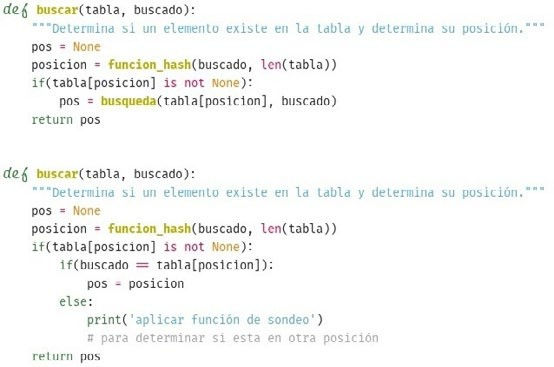 def buscar(tabla, buscado):
    """Determina si un elemento existe en la tabla y determina su posición."""
    pos = None
    posicion = funcion_hash(buscado, len(tabla))
    if(tabla[posicion] is not None):
        pos = busqueda(tabla[posicion], buscado)
    return pos
def buscar(tabla, buscado):
    """Determina si un elemento existe en la tabla y determina su posición."""
    pos = None
    posicion = funcion_hash(buscado, len(tabla))
    if(tabla[posicion] is not None):
        if(buscado == tabla[posicion]):
            pos = posicion
        else:
            print('aplicar función de sondeo')
            # para determinar si esta en otra posición
    return pos